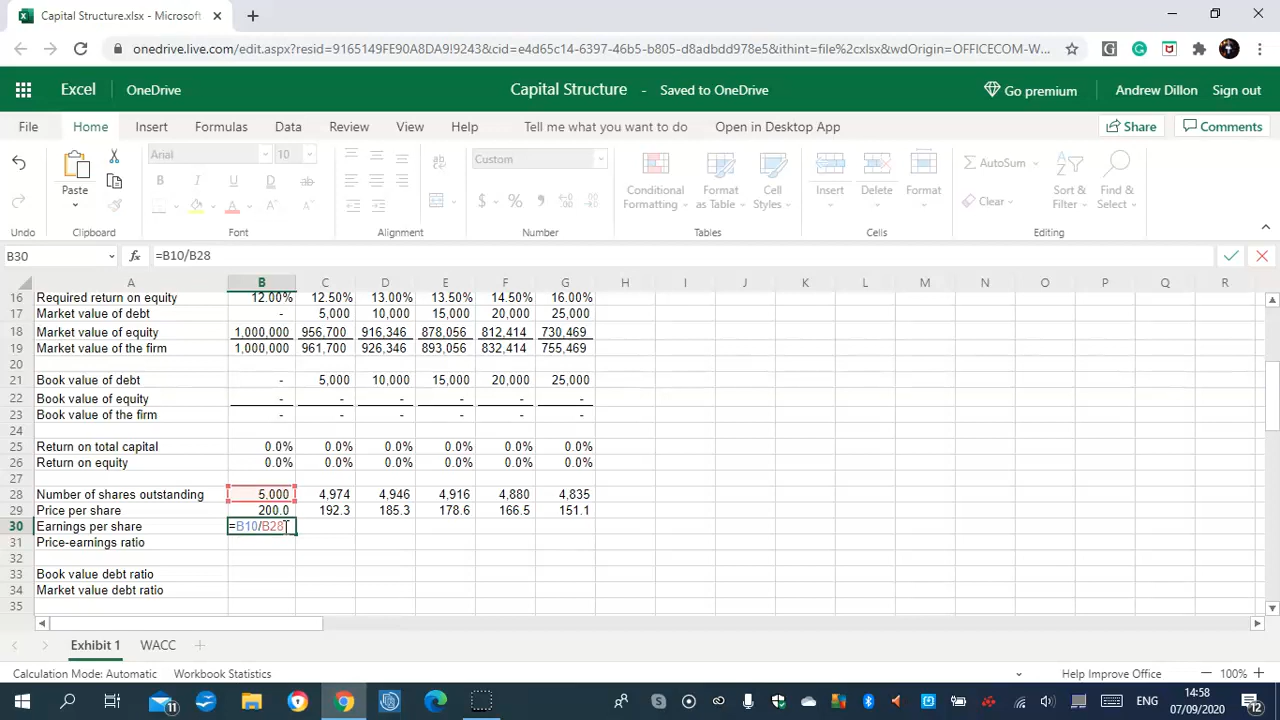 Capital Structure.xlsx - Microsoft
onedrive.live.com/edit.aspx?resid=9165149FE90A8DA9!9243&cid=e4d65c14-6397-46b5-b805-d8adbdd978e5&ithint=file%2cxlsx&wdOrigin=OFFICECOM-W...
Excel OneDrive Capital Structure - Saved to OneDrive Go premium Andrew Dillon Sign out
File Home Insert Formulas Data Review View Help Tell me what you want to do Open in Desktop App Share Comments
Arial 10 Custom AutoSum
Paste Conditional Formatting Format as Table Cell Styles Insert Delete Format Clear Sort & Filter Find & Select
Undo Clipboard Font Alignment Number Tables Cells Editing
B30 fx =B10/B28
A B C D E F G H I J K L M N O P Q R
16 Required return on equity 12.00% 12.50% 13.00% 13.50% 14.50% 16.00%
17 Market value of debt - 5,000 10,000 15,000 20,000 25,000
18 Market value of equity 1,000,000 956,700 916,346 878,056 812,414 730,469
19 Market value of the firm 1,000,000 961,700 926,346 893,056 832,414 755,469
20
21 Book value of debt - 5,000 10,000 15,000 20,000 25,000
22 Book value of equity - - - - - -
23 Book value of the firm - - - - - -
24
25 Return on total capital 0.0% 0.0% 0.0% 0.0% 0.0% 0.0%
26 Return on equity 0.0% 0.0% 0.0% 0.0% 0.0% 0.0%
27
28 Number of shares outstanding 5,000 4,974 4,946 4,916 4,880 4,835
29 Price per share 200.0 192.3 185.3 178.6 166.5 151.1
30 Earnings per share =B10/B28
31 Price-earnings ratio
32
33 Book value debt ratio
34 Market value debt ratio
35
Exhibit 1 WACC
Calculation Mode: Automatic Workbook Statistics Help Improve Office 100%
11 ENG 14:58
07/09/2020 12